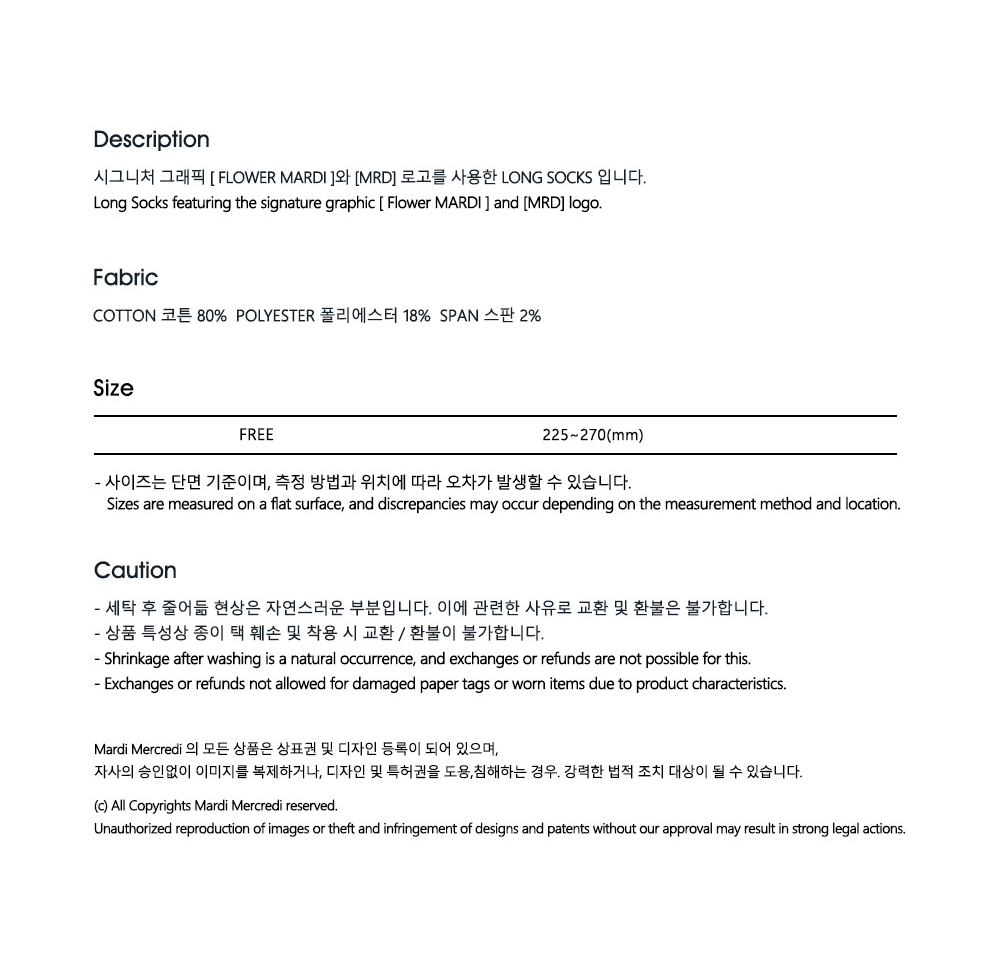 Description
시그니처 그래픽 [ FLOWER MARDI ]와 [MRD] 로고를 사용한 LONG SOCKS 입니다.
Long Socks featuring the signature graphic [ Flower MARDI ] and [MRD] logo.
Fabric
COTTON 코튼 80%  POLYESTER 폴리에스터 18%  SPAN 스판 2%
Size
FREE 225~270(mm)
- 사이즈는 단면 기준이며, 측정 방법과 위치에 따라 오차가 발생할 수 있습니다.
Sizes are measured on a flat surface, and discrepancies may occur depending on the measurement method and location.
Caution
- 세탁 후 줄어듦 현상은 자연스러운 부분입니다. 이에 관련한 사유로 교환 및 환불은 불가합니다.
- 상품 특성상 종이 택 훼손 및 착용 시 교환 / 환불이 불가합니다.
- Shrinkage after washing is a natural occurrence, and exchanges or refunds are not possible for this.
- Exchanges or refunds not allowed for damaged paper tags or worn items due to product characteristics.
Mardi Mercredi 의 모든 상품은 상표권 및 디자인 등록이 되어 있으며,
자사의 승인없이 이미지를 복제하거나, 디자인 및 특허권을 도용,침해하는 경우. 강력한 법적 조치 대상이 될 수 있습니다.
(c) All Copyrights Mardi Mercredi reserved.
Unauthorized reproduction of images or theft and infringement of designs and patents without our approval may result in strong legal actions.